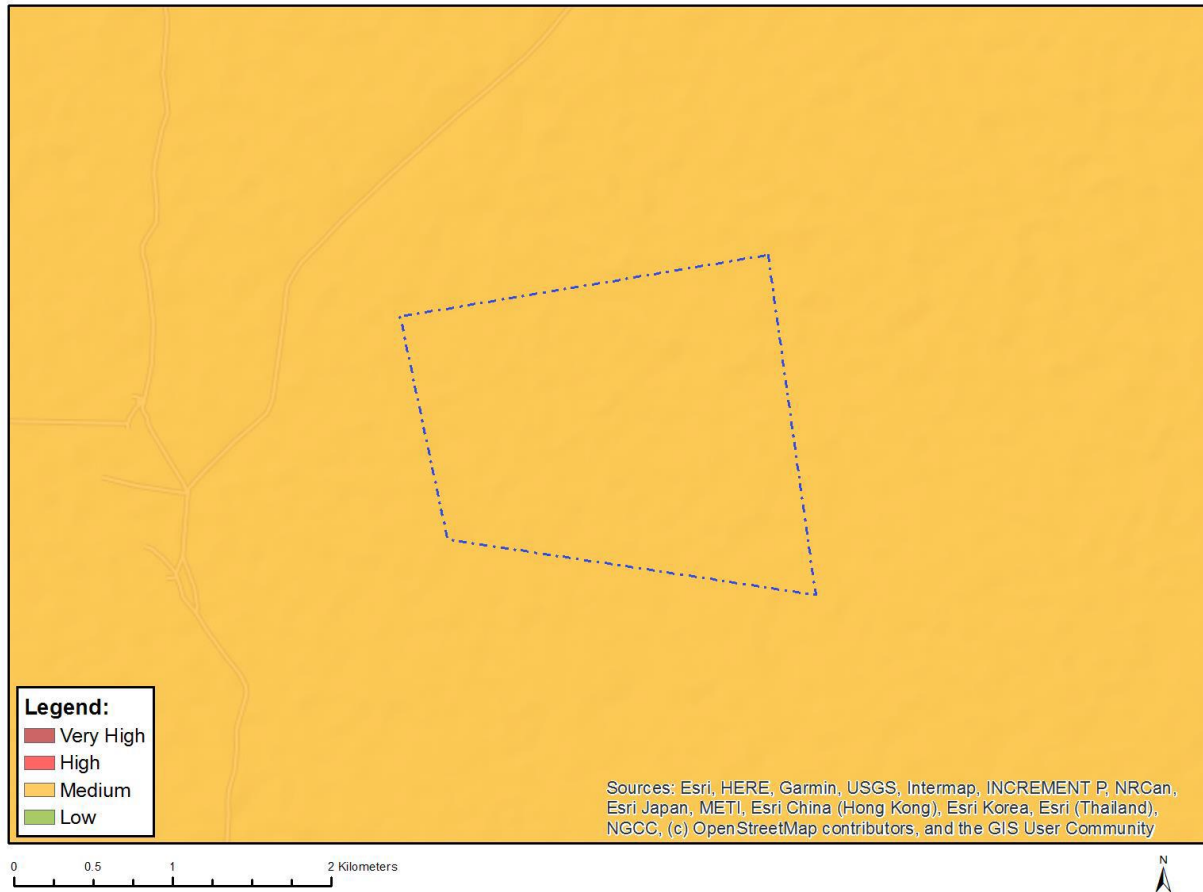 Legend:
Very High
High
Medium
Low
Sources: Esri, HERE, Garmin, USGS, Intermap, INCREMENT P, NRCan,
Esri Japan, METI, Esri China (Hong Kong), Esri Korea, Esri (Thailand),
NGCC, (c) OpenStreetMap contributors, and the GIS User Community
0 0.5 1 2 Kilometers
N